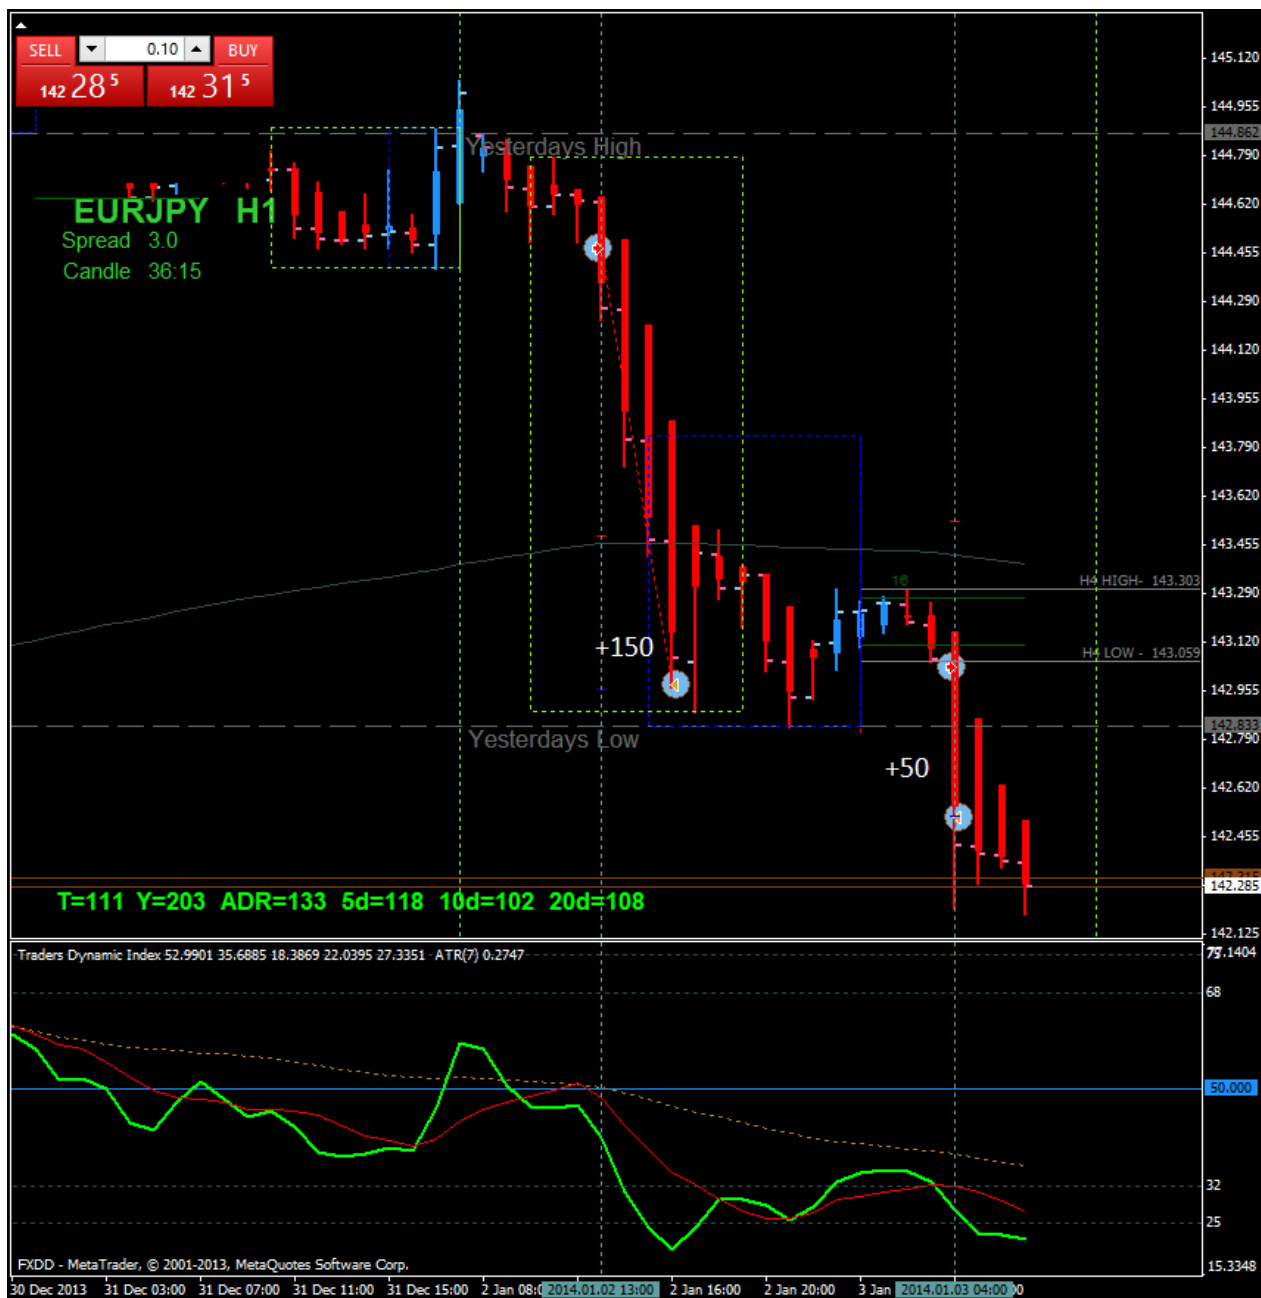 SELL 0.10 BUY
142 28 5 142 31 5
145.120
144.955
144.862
Yesterdays High
144.790
EURJPY H1
144.620
Spread 3.0
144.455
Candle 36:15
144.290
144.120
143.955
143.790
143.620
143.455
16
H4 HIGH- 143.303
143.290
+150
143.120
H4 LOW - 143.059
142.955
142.833
Yesterdays Low
142.790
+50
142.620
142.455
142.315
142.285
T=111 Y=203 ADR=133 5d=118 10d=102 20d=108
142.125
Traders Dynamic Index 52.9901 35.6885 18.3869 22.0395 27.3351 ATR(7) 0.2747
68
50.000
32
25
FXDD - MetaTrader, © 2001-2013, MetaQuotes Software Corp.
15.3348
30 Dec 2013 31 Dec 03:00 31 Dec 07:00 31 Dec 11:00 31 Dec 15:00 2 Jan 08:0 2014.01.02 13:00 2 Jan 16:00 2 Jan 20:00 3 Jan 2014.01.03 04:00